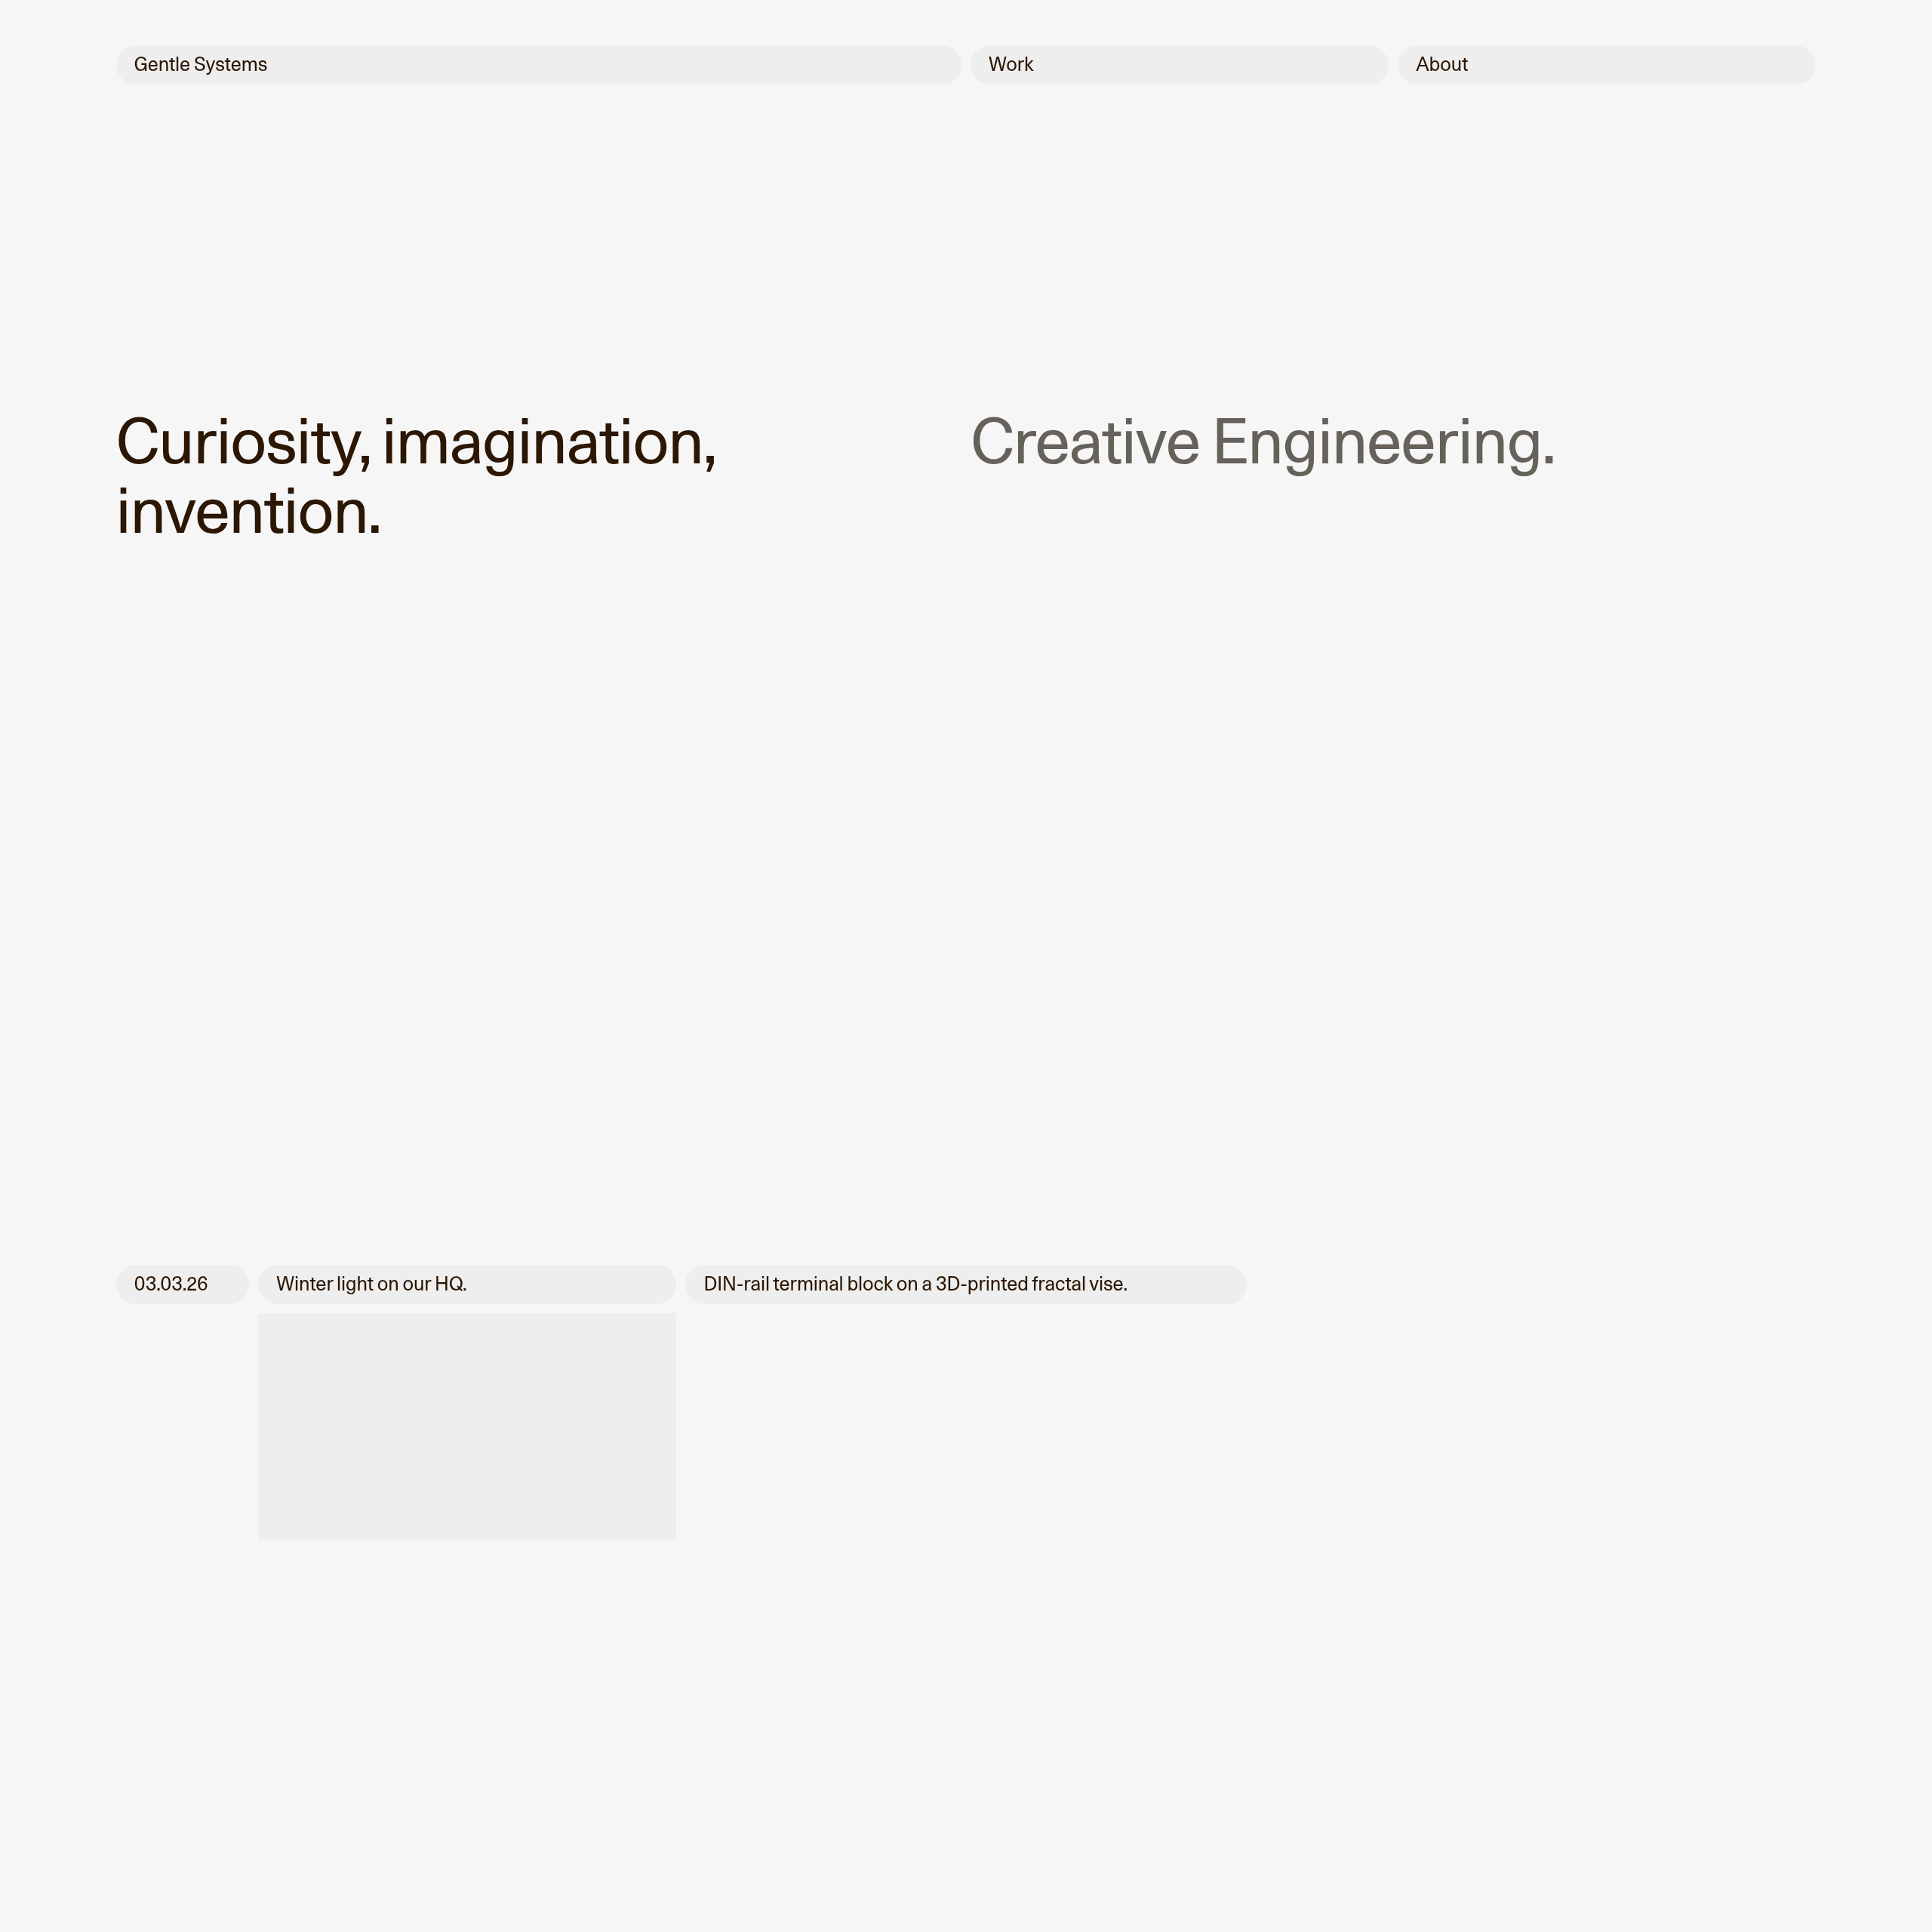 Gentle Systems
Work
About
Curiosity, imagination,
invention.
Creative Engineering.
03.03.26
Winter light on our HQ.
DIN-rail terminal block on a 3D-printed fractal vise.